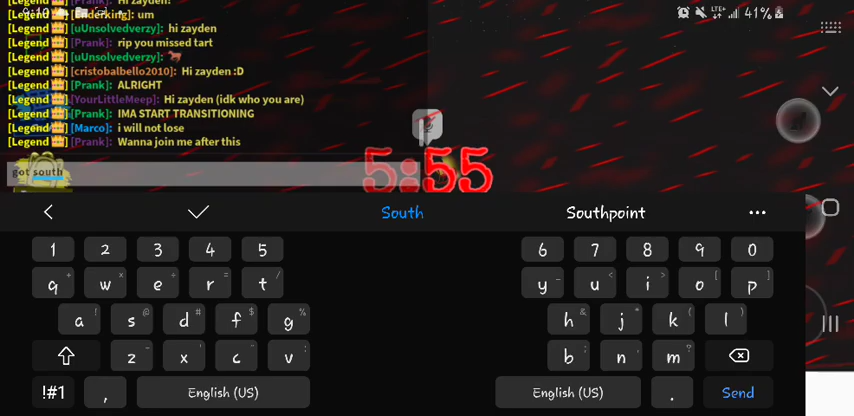 [Legend] [Prank]: Hi zayden!
[Legend] [Enderking]: um
[Legend] [uUnsolvedverzy]: hi zayden
[Legend] [Prank]: rip you missed tart
[Legend] [uUnsolvedverzy]:
[Legend] [cristobalbello2010]: Hi zayden :D
[Legend] [Prank]: ALRIGHT
[Legend] [YourLittleMeep]: Hi zayden (idk who you are)
[Legend] [Prank]: IMA START TRANSITIONING
[Legend] [Marco]: i will not lose
[Legend] [Prank]: Wanna join me after this
LTE+ 41%
5:55
got south
South Southpoint
1 2 3 4 5 6 7 8 9 0
q + w × e ÷ r = t / y _ u < i > o [ p ]
a ! s @ d # f $ g % h & j * k ( l )
z - x ' c " v : b ; n , m ?
!#1 , English (US) English (US) . Send